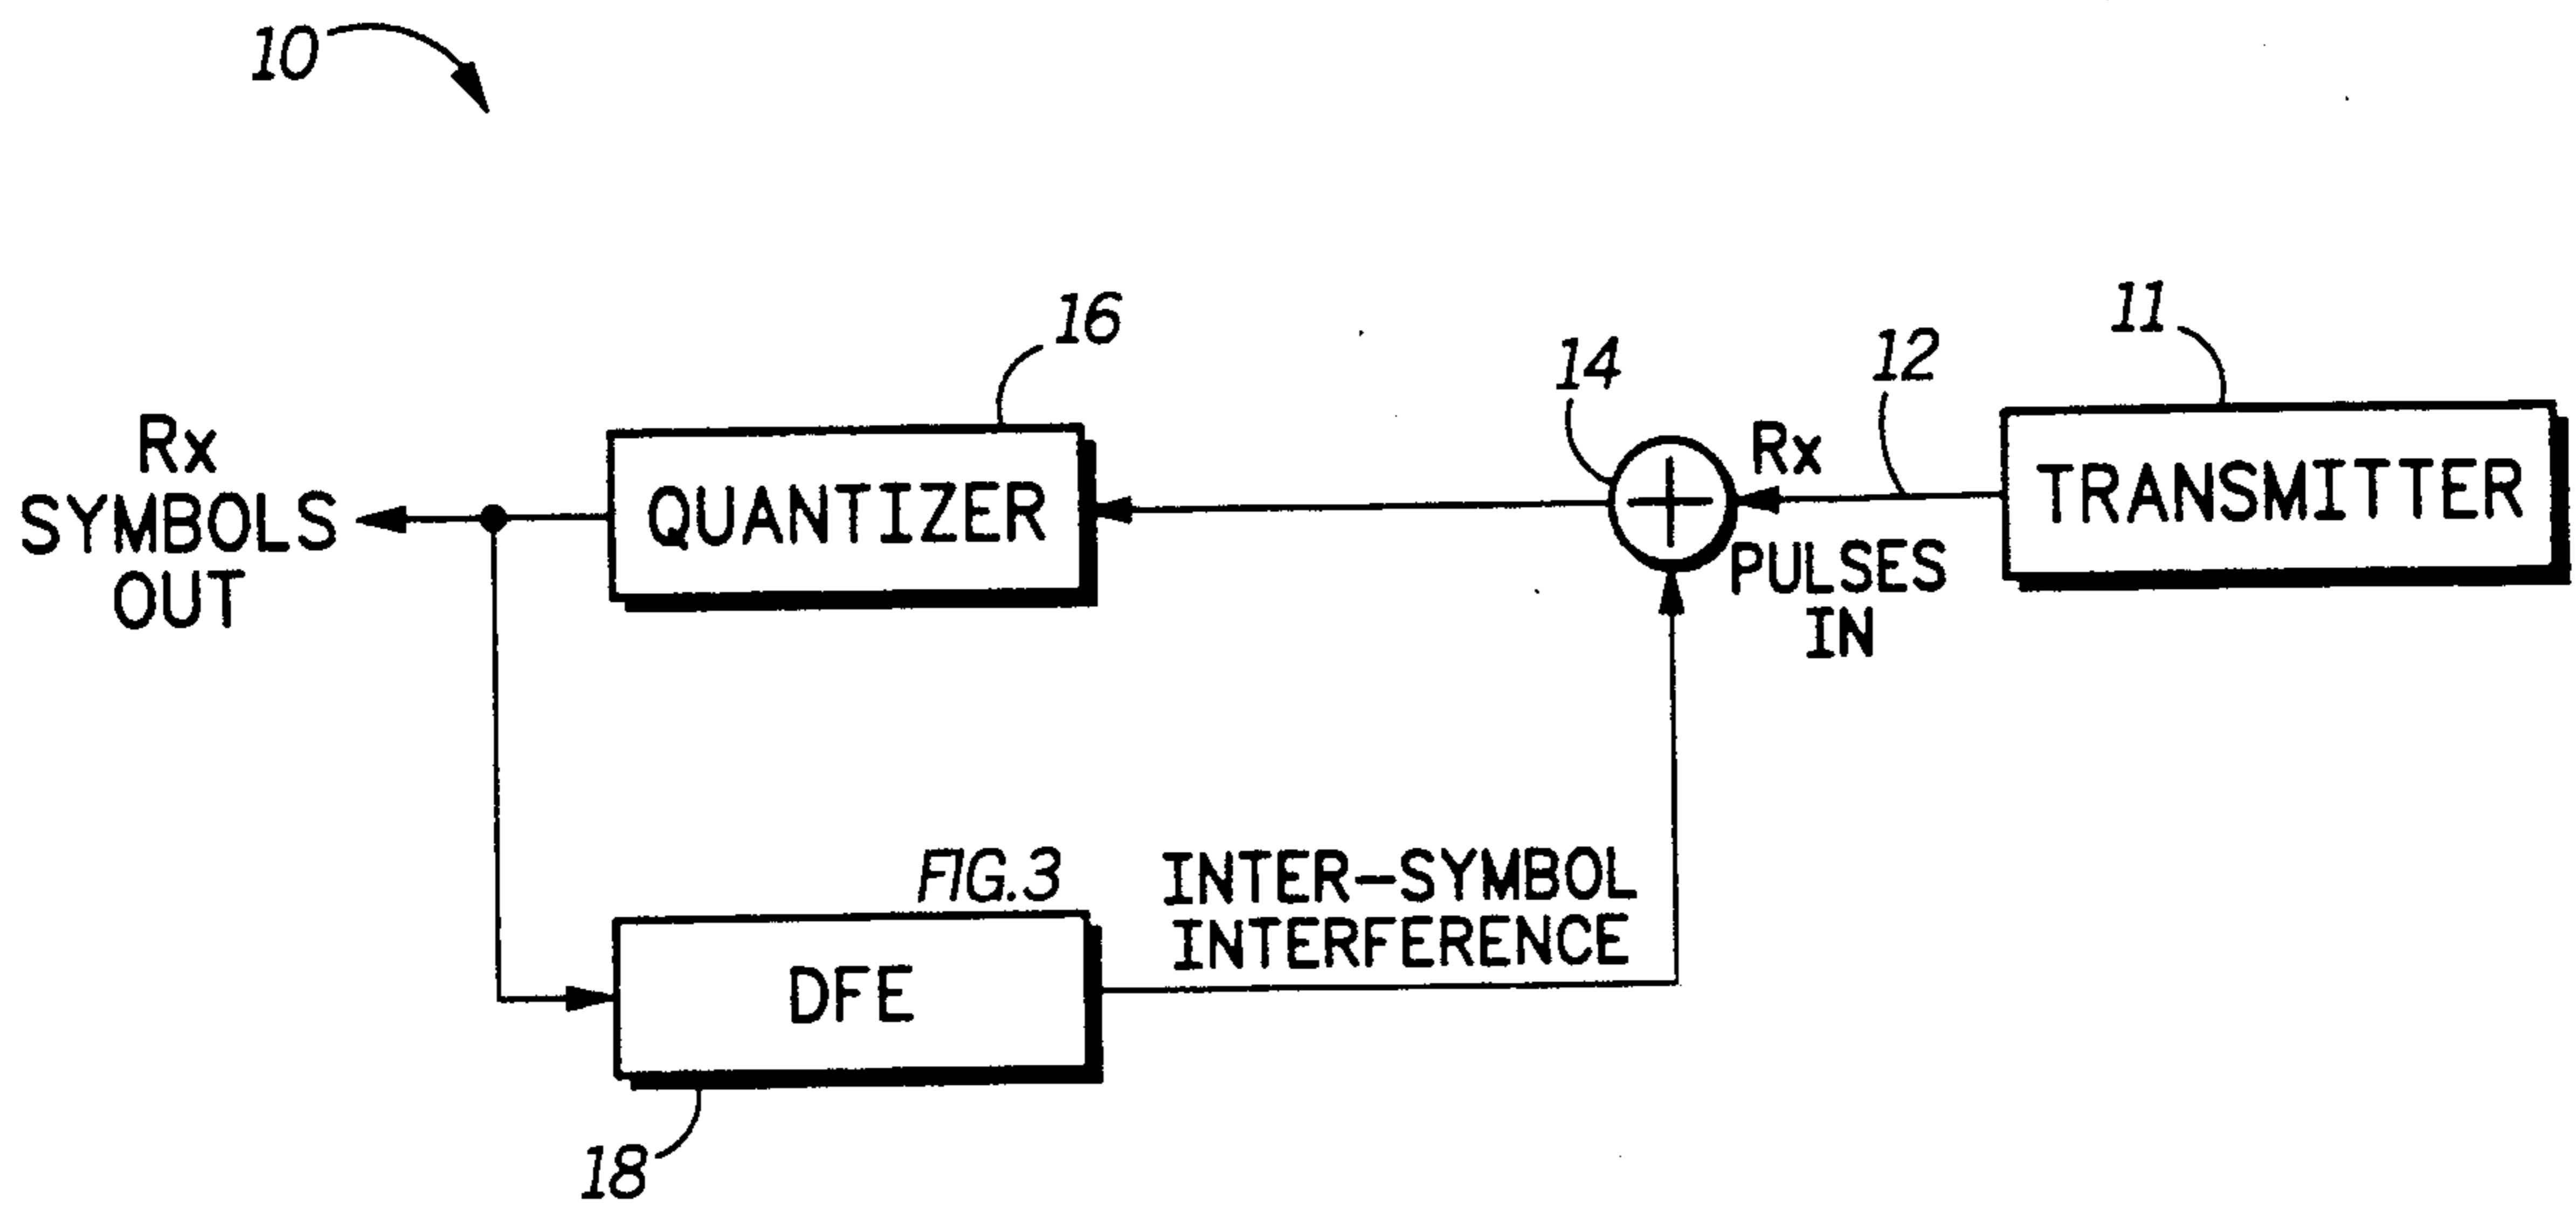 10
16
14
12
11
Rx
SYMBOLS
OUT
QUANTIZER
Rx
PULSES
IN
TRANSMITTER
FIG.3
DFE
INTER-SYMBOL
INTERFERENCE
18